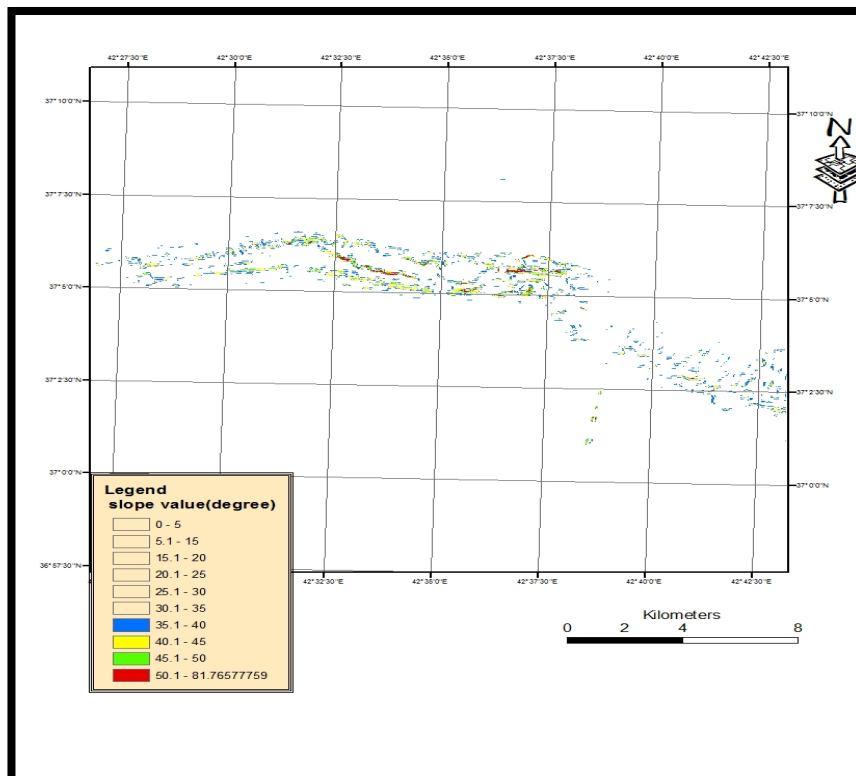 42°27'30"E 42°30'0"E 42°32'30"E 42°35'0"E 42°37'30"E 42°40'0"E 42°42'30"E
37°10'0"N
37°10'0"N
N
37°7'30"N
37°7'30"N
37°5'0"N
37°5'0"N
37°2'30"N
37°2'30"N
37°0'0"N
37°0'0"N
36°57'30"N
42°32'30"E 42°35'0"E 42°37'30"E 42°40'0"E 42°42'30"E
Legend
slope value(degree)
0 - 5
5.1 - 15
15.1 - 20
20.1 - 25
25.1 - 30
30.1 - 35
35.1 - 40
40.1 - 45
45.1 - 50
50.1 - 81.76577759
Kilometers
0 2 4 8